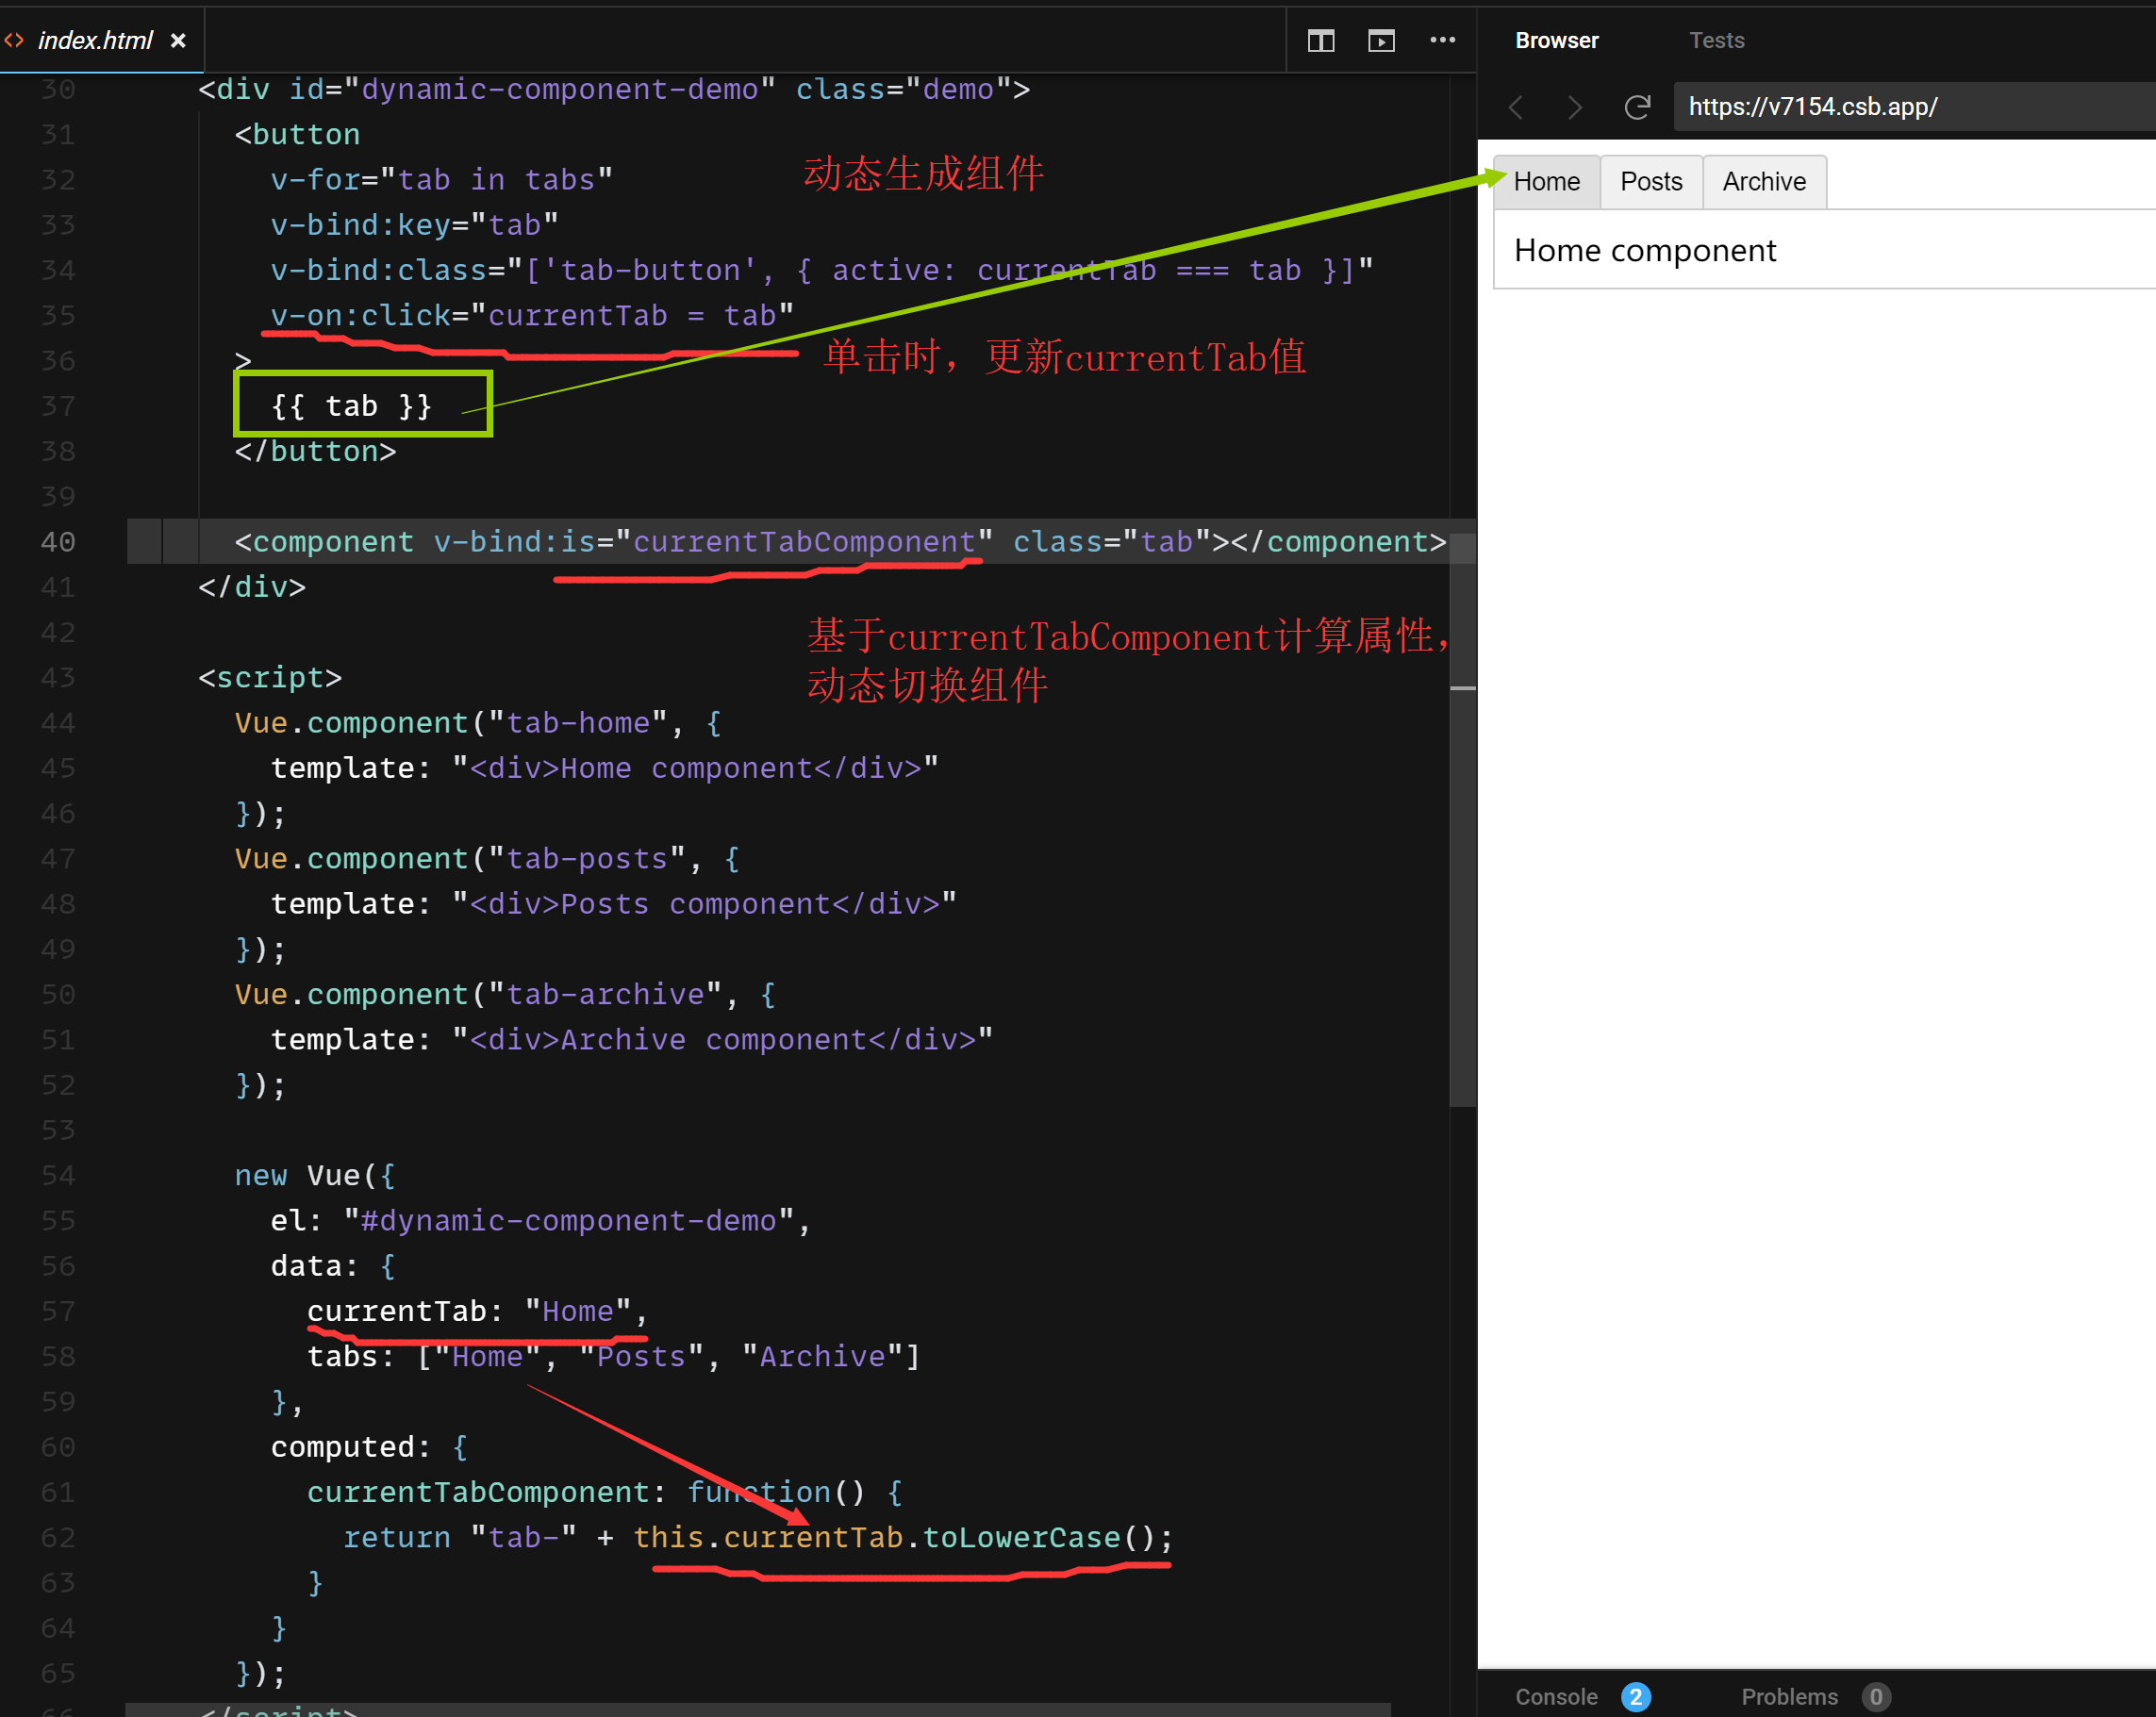 index.html
Browser Tests
https://v7154.csb.app/
Home Posts Archive
Home component
30 <div id="dynamic-component-demo" class="demo">
31 <button
32 v-for="tab in tabs"
动态生成组件
33 v-bind:key="tab"
34 v-bind:class="['tab-button', { active: currentTab === tab }]"
35 v-on:click="currentTab = tab"
36 >
单击时，更新currentTab值
37 {{ tab }}
38 </button>
39
40 <component v-bind:is="currentTabComponent" class="tab"></component>
41 </div>
42
基于currentTabComponent计算属性，
动态切换组件
43 <script>
44 Vue.component("tab-home", {
45 template: "<div>Home component</div>"
46 });
47 Vue.component("tab-posts", {
48 template: "<div>Posts component</div>"
49 });
50 Vue.component("tab-archive", {
51 template: "<div>Archive component</div>"
52 });
53
54 new Vue({
55 el: "#dynamic-component-demo",
56 data: {
57 currentTab: "Home",
58 tabs: ["Home", "Posts", "Archive"]
59 },
60 computed: {
61 currentTabComponent: function() {
62 return "tab-" + this.currentTab.toLowerCase();
63 }
64 }
65 });
66 </script>
Console 2 Problems 0